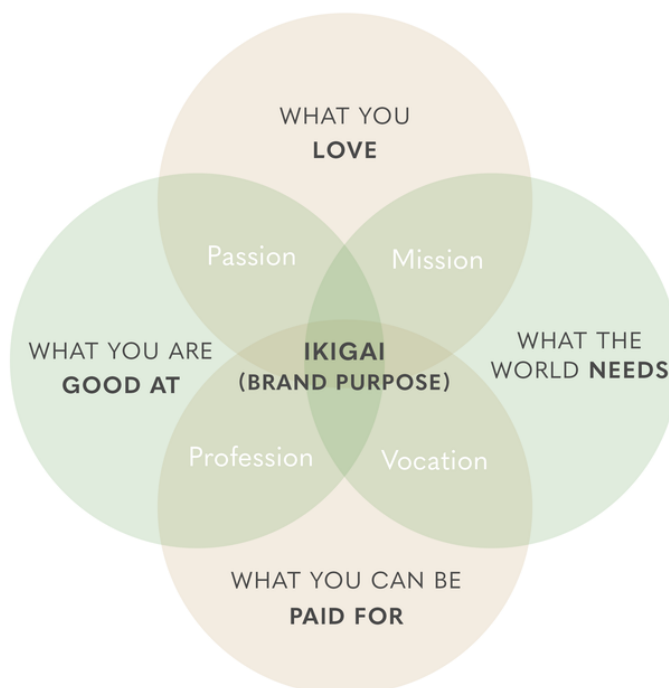 WHAT YOU
LOVE
Passion
Mission
WHAT YOU ARE
GOOD AT
IKIGAI
(BRAND PURPOSE)
WHAT THE
WORLD NEEDS
Profession
Vocation
WHAT YOU CAN BE
PAID FOR